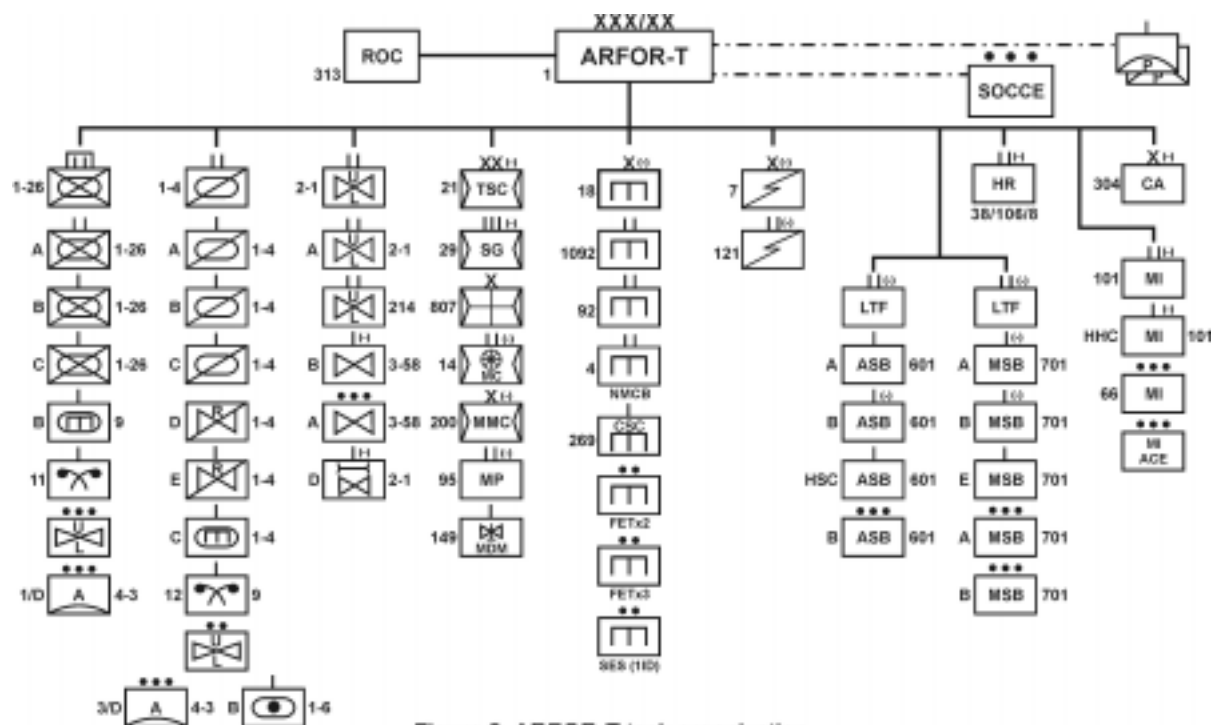 XXX/XX
ROC
313
ARFOR-T
1
SOCCE
P
P
1-26
1-4
2-1
21 TSC
18
7
HR
38/106/8
304 CA
A 1-26
A 1-4
A 2-1
29 SG
1092
121
B 1-26
B 1-4
214
807
92
LTF
LTF
101 MI
C 1-26
C 1-4
B 3-58
14 MC
4
NMCB
A ASB 601
A MSB 701
HHC MI 101
B 9
D R 1-4
A 3-58
200 MMC
269 CSC
B ASB 601
B MSB 701
66 MI
11
E R 1-4
D 2-1
95 MP
FETx2
HSC ASB 601
E MSB 701
MI
ACE
U
L
C 1-4
149 MDM
FETx3
B ASB 601
A MSB 701
1/D A 4-3
12 9
SES (1ID)
B MSB 701
U
L
3/D A 4-3
B 1-6